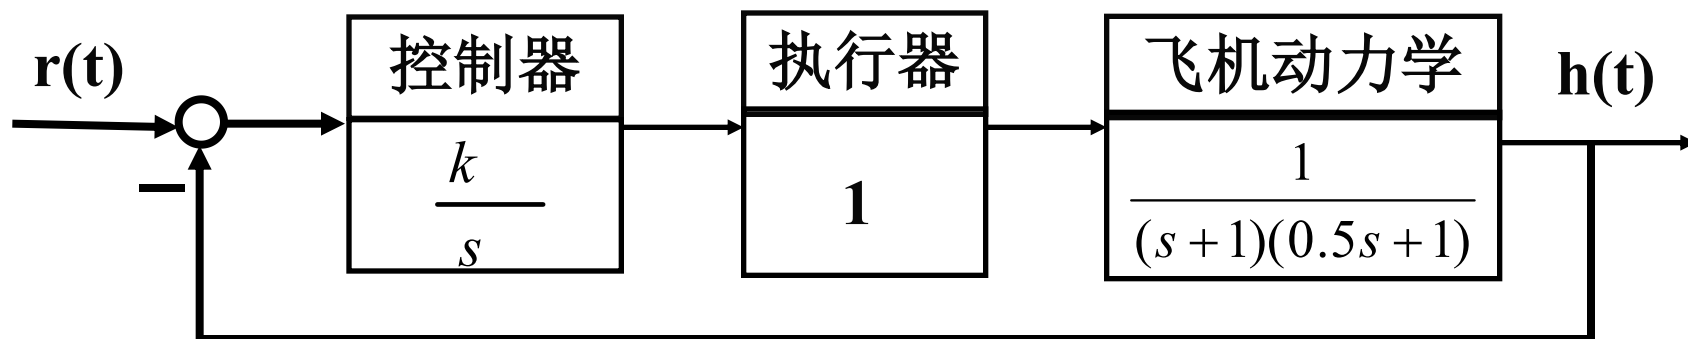 r(t)
控制器
执行器
飞机动力学
h(t)
k
s
1
1
(s + 1)(0.5s + 1)
−